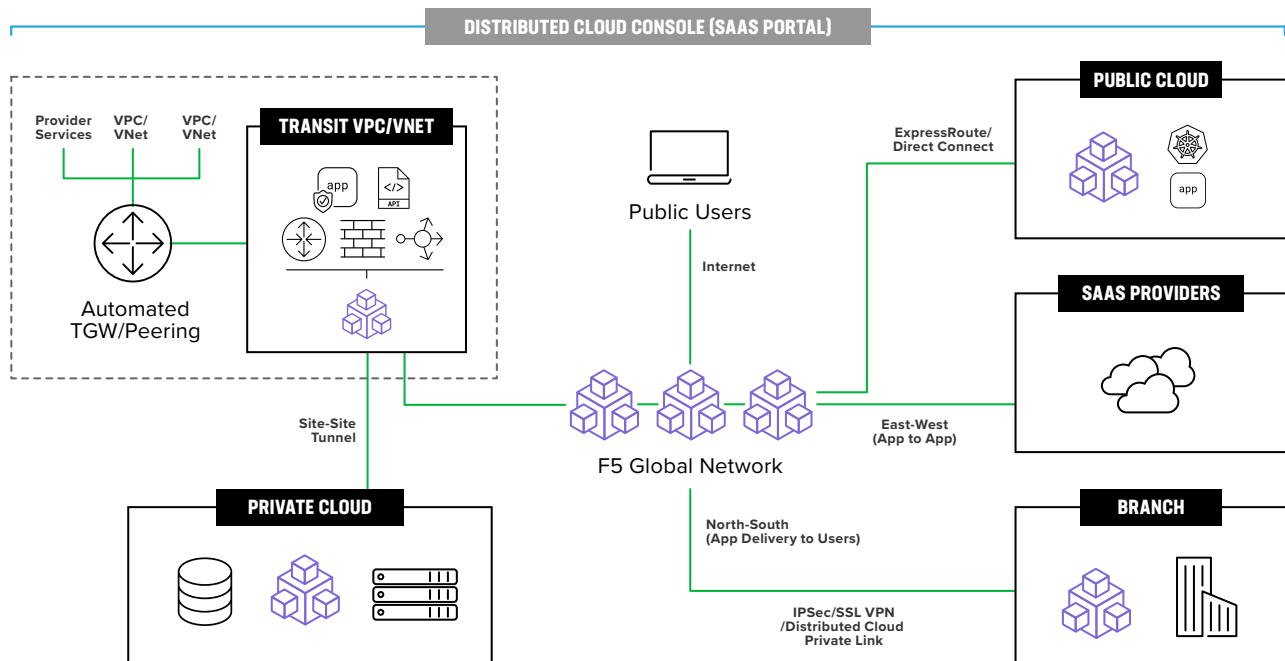 DISTRIBUTED CLOUD CONSOLE (SAAS PORTAL)
Provider
Services
VPC/
VNet
VPC/
VNet
TRANSIT VPC/VNET
app
</>
API
Automated
TGW/Peering
Public Users
Internet
ExpressRoute/
Direct Connect
PUBLIC CLOUD
app
SAAS PROVIDERS
Site-Site
Tunnel
F5 Global Network
East-West
(App to App)
PRIVATE CLOUD
North-South
(App Delivery to Users)
BRANCH
IPSec/SSL VPN
/Distributed Cloud
Private Link